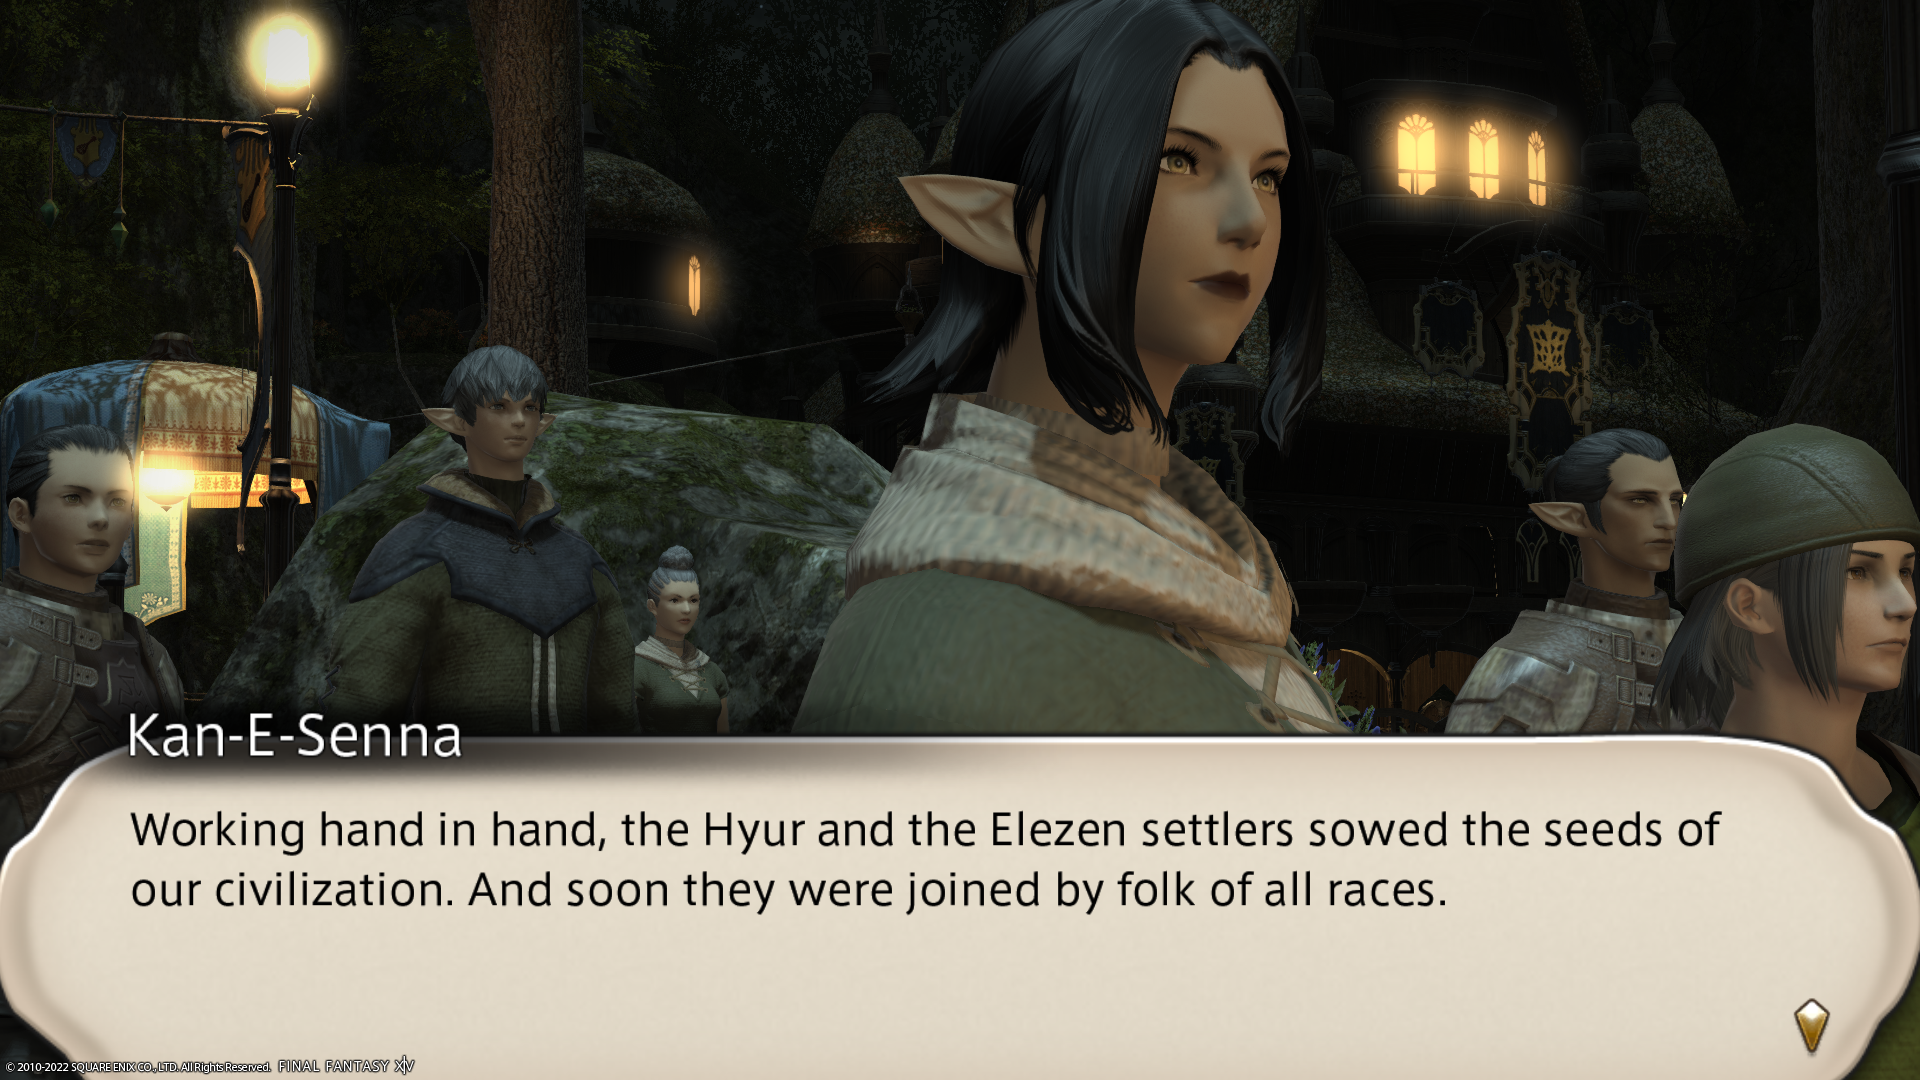 Kan-E-Senna
Working hand in hand, the Hyur and the Elezen settlers sowed the seeds of
our civilization. And soon they were joined by folk of all races.
© 2010-2022 SQUARE ENIX CO., LTD. All Rights Reserved. FINAL FANTASY XIV